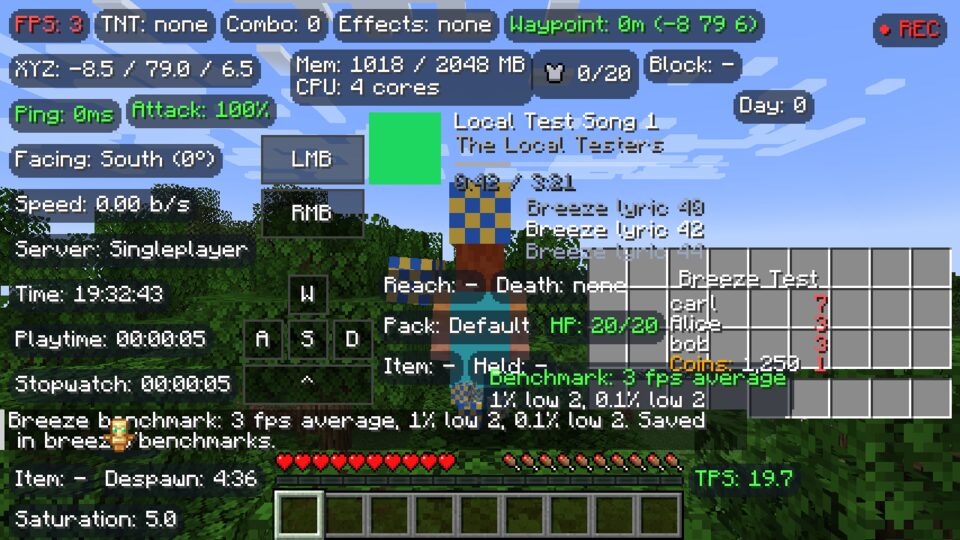 FPS: 3
TNT: none
Combo: 0
Effects: none
Waypoint: 0m (-8 79 6)
REC
XYZ: -8.5 / 79.0 / 6.5
Mem: 1018 / 2048 MB
CPU: 4 cores
0/20
Block: -
Day: 0
Ping: 0ms
Attack: 100%
Local Test Song 1
The Local Testers
0:42 / 3:21
Facing: South (0°)
LMB
Speed: 0.00 b/s
RMB
Breeze lyric 40
Breeze lyric 42
Breeze lyric 44
Server: Singleplayer
Breeze Test
Reach: -
Death: none
Time: 19:32:43
W
carl 7
Alice 3
bob 3
Coins: 1,250 1
Pack: Default
HP: 20/20
Playtime: 00:00:05
A
S
D
Item: -
Held: -
Stopwatch: 00:00:05
^
Benchmark: 3 fps average
1% low 2, 0.1% low 2
Breeze benchmark: 3 fps average, 1% low 2, 0.1% low 2. Saved
in breeze benchmarks.
Item: -
Despawn: 4:36
TPS: 19.7
Saturation: 5.0